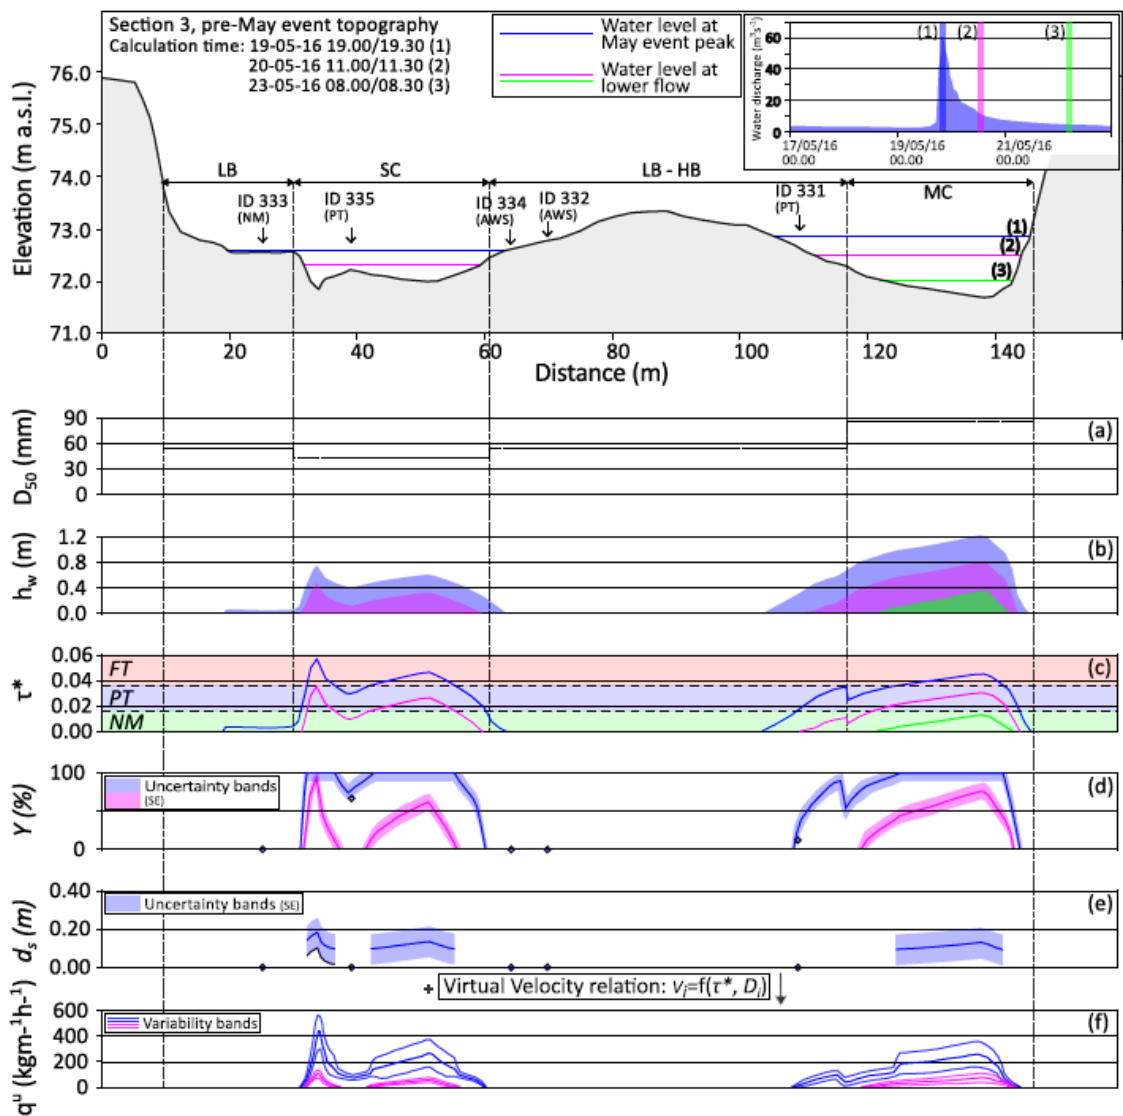 Section 3, pre-May event topography
Calculation time: 19-05-16 19.00/19.30 (1)
20-05-16 11.00/11.30 (2)
23-05-16 08.00/08.30 (3)
Water level at
May event peak
Water level at
lower flow
Water discharge (m³s⁻¹)
60
40
20
0
(1)
(2)
(3)
17/05/16
00.00
19/05/16
00.00
21/05/16
00.00
Elevation (m a.s.l.)
76.0
75.0
74.0
73.0
72.0
71.0
LB
SC
LB - HB
MC
ID 333
(NM)
ID 335
(PT)
ID 334
(AWS)
ID 332
(AWS)
ID 331
(PT)
(1)
(2)
(3)
0
20
40
60
80
100
120
140
Distance (m)
D50 (mm)
90
60
30
0
(a)
hw (m)
1.2
0.8
0.4
0.0
(b)
τ*
0.06
0.04
0.02
0.00
FT
PT
NM
(c)
Y (%)
100
50
0
Uncertainty bands
(SE)
(d)
ds (m)
0.40
0.20
0.00
Uncertainty bands (SE)
(e)
+ Virtual Velocity relation: vi=f(τ*, Di)
qu (kgm-1h-1)
600
400
200
0
Variability bands
(f)